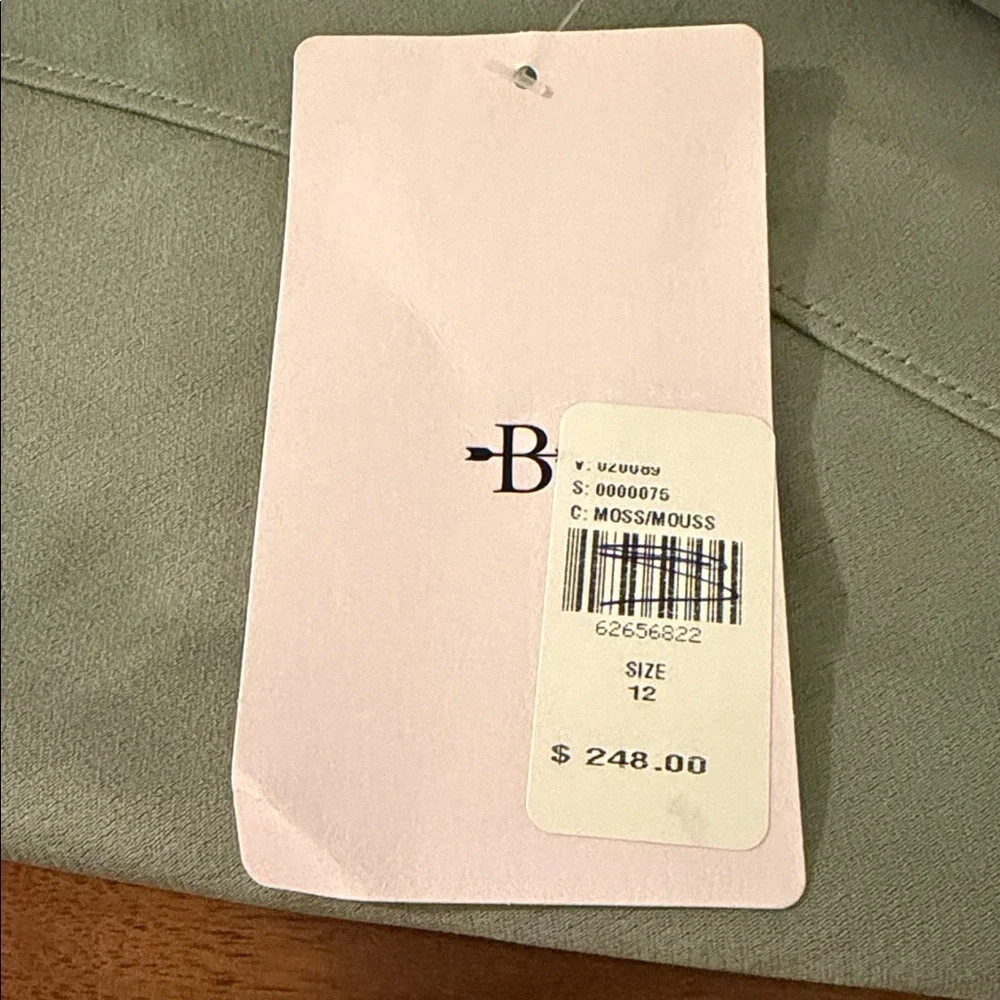 B
V: 020089
S: 0000075
C: MOSS/MOUSS
62656822
SIZE
12
$ 248.00